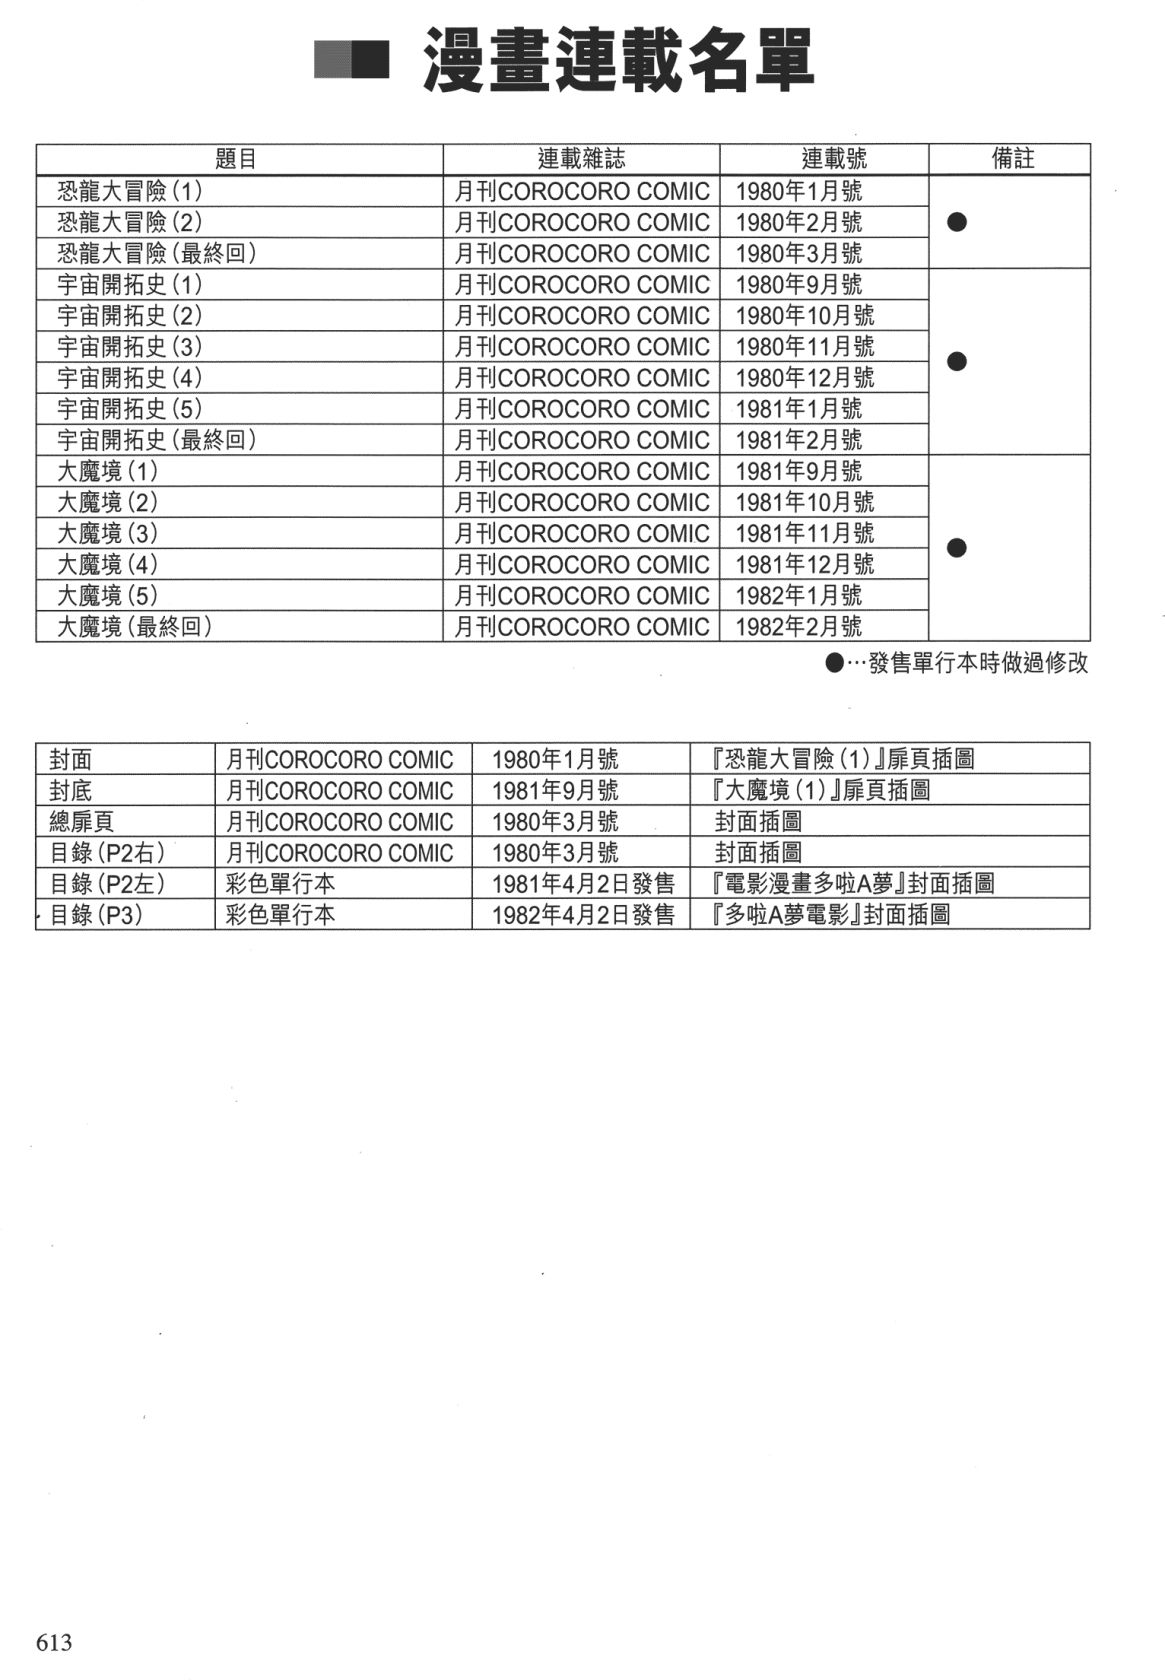 漫畫連載名單
題目 連載雜誌 連載號 備註
恐龍大冒險(1) 月刊COROCORO COMIC 1980年1月號
恐龍大冒險(2) 月刊COROCORO COMIC 1980年2月號 ●
恐龍大冒險(最終回) 月刊COROCORO COMIC 1980年3月號
宇宙開拓史(1) 月刊COROCORO COMIC 1980年9月號
宇宙開拓史(2) 月刊COROCORO COMIC 1980年10月號
宇宙開拓史(3) 月刊COROCORO COMIC 1980年11月號 ●
宇宙開拓史(4) 月刊COROCORO COMIC 1980年12月號
宇宙開拓史(5) 月刊COROCORO COMIC 1981年1月號
宇宙開拓史(最終回) 月刊COROCORO COMIC 1981年2月號
大魔境(1) 月刊COROCORO COMIC 1981年9月號
大魔境(2) 月刊COROCORO COMIC 1981年10月號
大魔境(3) 月刊COROCORO COMIC 1981年11月號 ●
大魔境(4) 月刊COROCORO COMIC 1981年12月號
大魔境(5) 月刊COROCORO COMIC 1982年1月號
大魔境(最終回) 月刊COROCORO COMIC 1982年2月號
●…發售單行本時做過修改
封面 月刊COROCORO COMIC 1980年1月號 『恐龍大冒險(1)』扉頁插圖
封底 月刊COROCORO COMIC 1981年9月號 『大魔境(1)』扉頁插圖
總扉頁 月刊COROCORO COMIC 1980年3月號 封面插圖
目錄(P2右) 月刊COROCORO COMIC 1980年3月號 封面插圖
目錄(P2左) 彩色單行本 1981年4月2日發售 『電影漫畫多啦A夢』封面插圖
目錄(P3) 彩色單行本 1982年4月2日發售 『多啦A夢電影』封面插圖
613